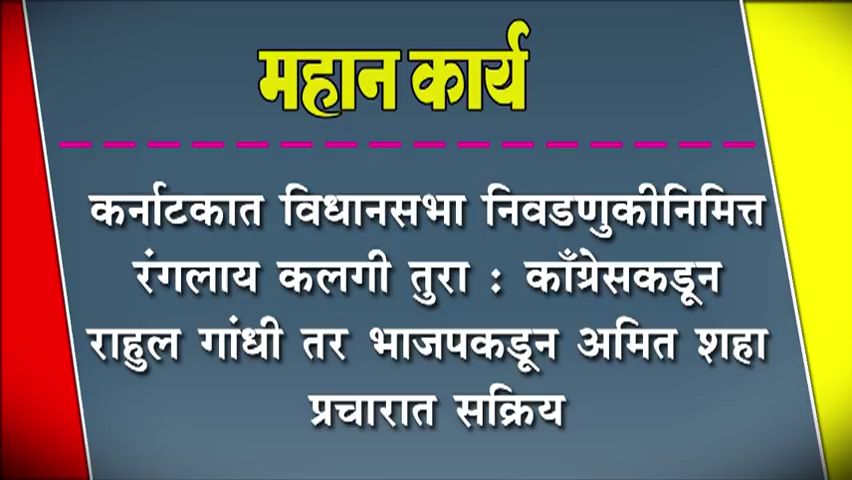 महान कार्य
कर्नाटकात विधानसभा निवडणुकीनिमित्त
रंगलाय कलगी तुरा : काँग्रेसकडून
राहुल गांधी तर भाजपकडून अमित शहा
प्रचारात सक्रिय